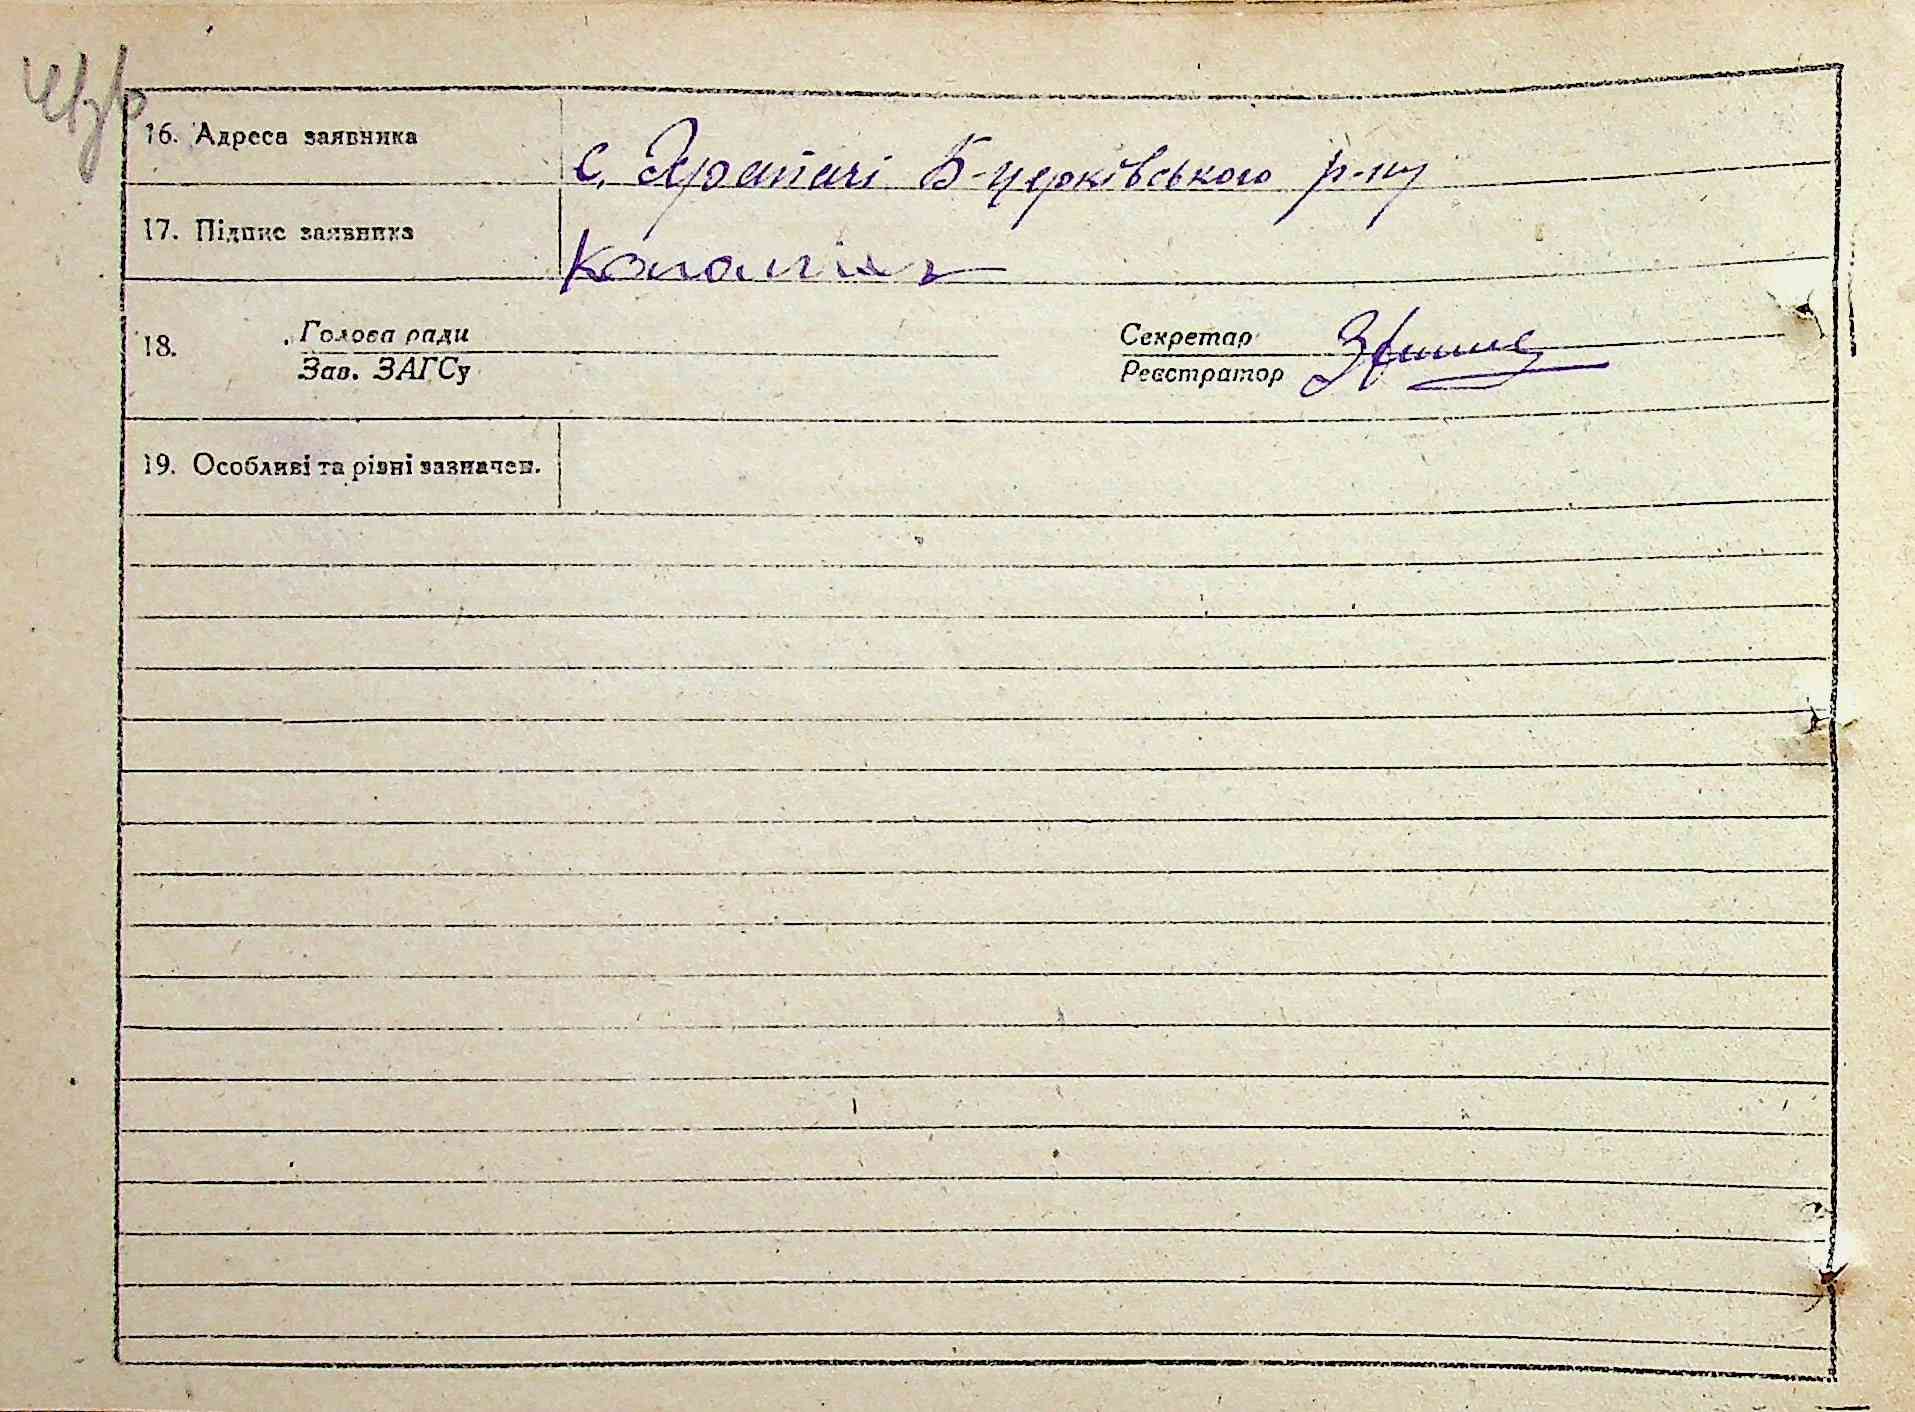 16. Адреса заявника с. Храпачі Б-Церківського р-ну
17. Підпис заявника
18. Голова ради Секретар
Зав. ЗАГСу Реєстратор
19. Особливі та різні зазначен.